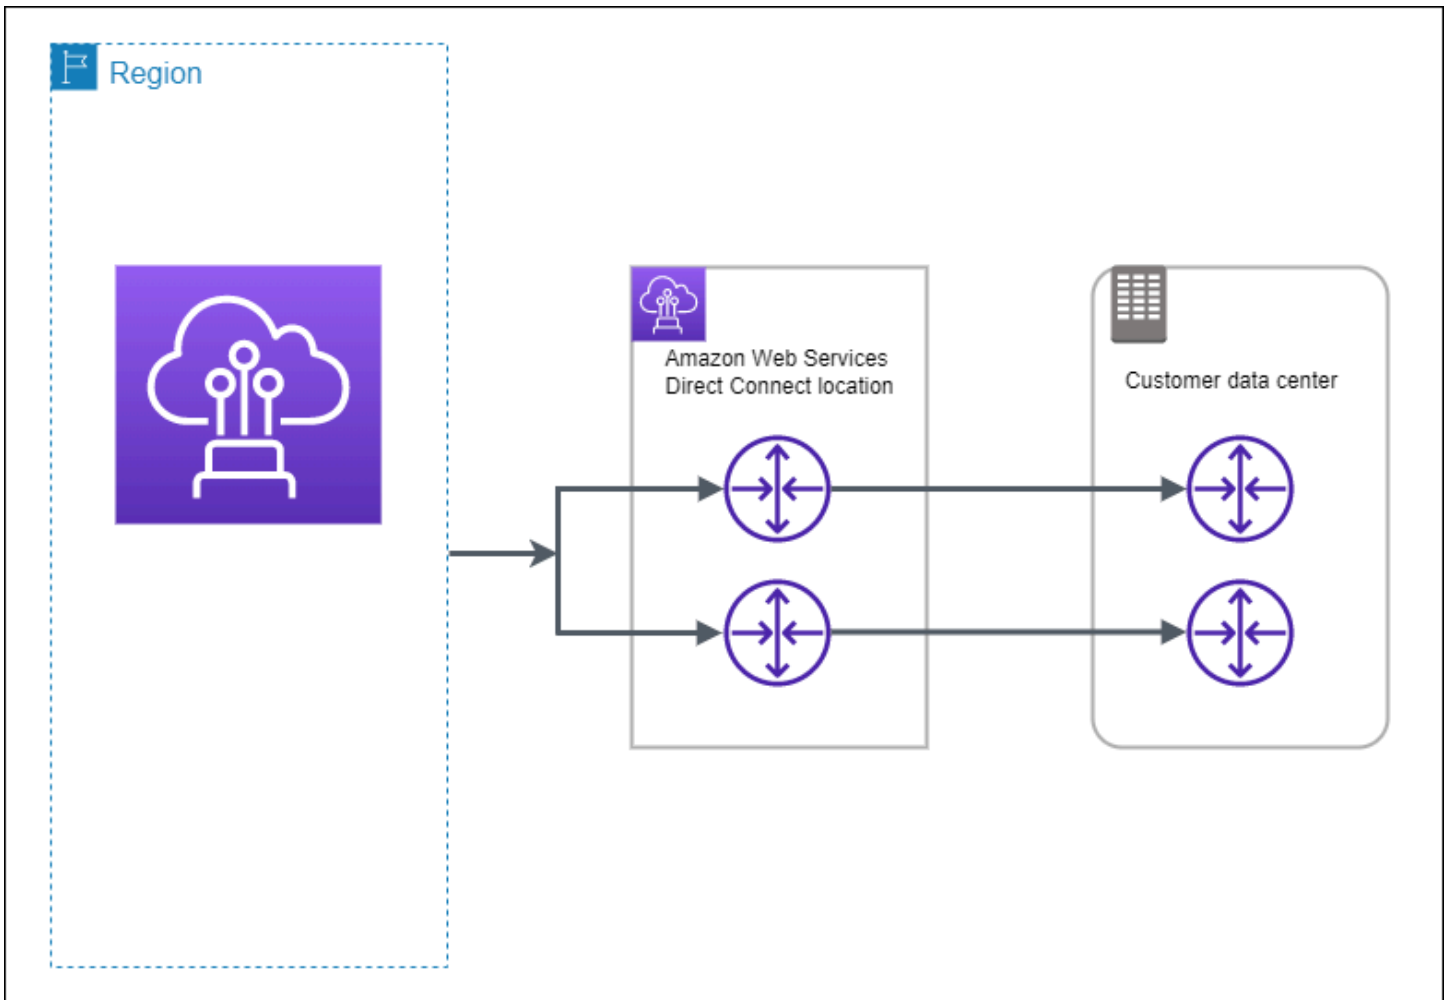 Region
Amazon Web Services
Direct Connect location
Customer data center